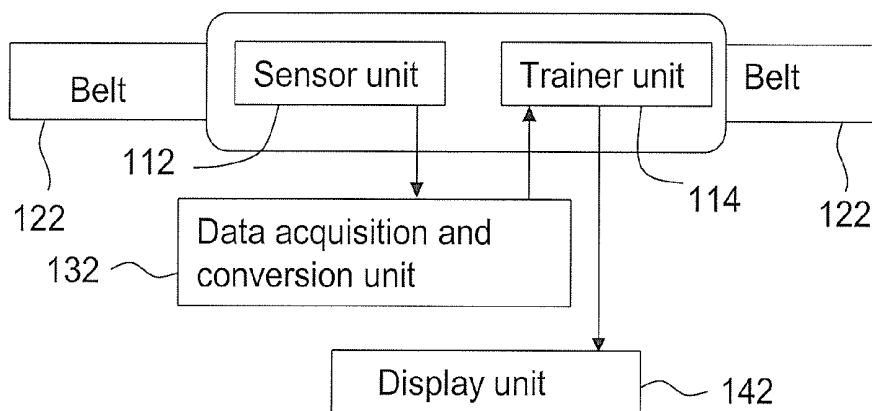 Sensor unit
Trainer unit
Belt
Belt
112
114
122
122
Data acquisition and
conversion unit
132
Display unit
142